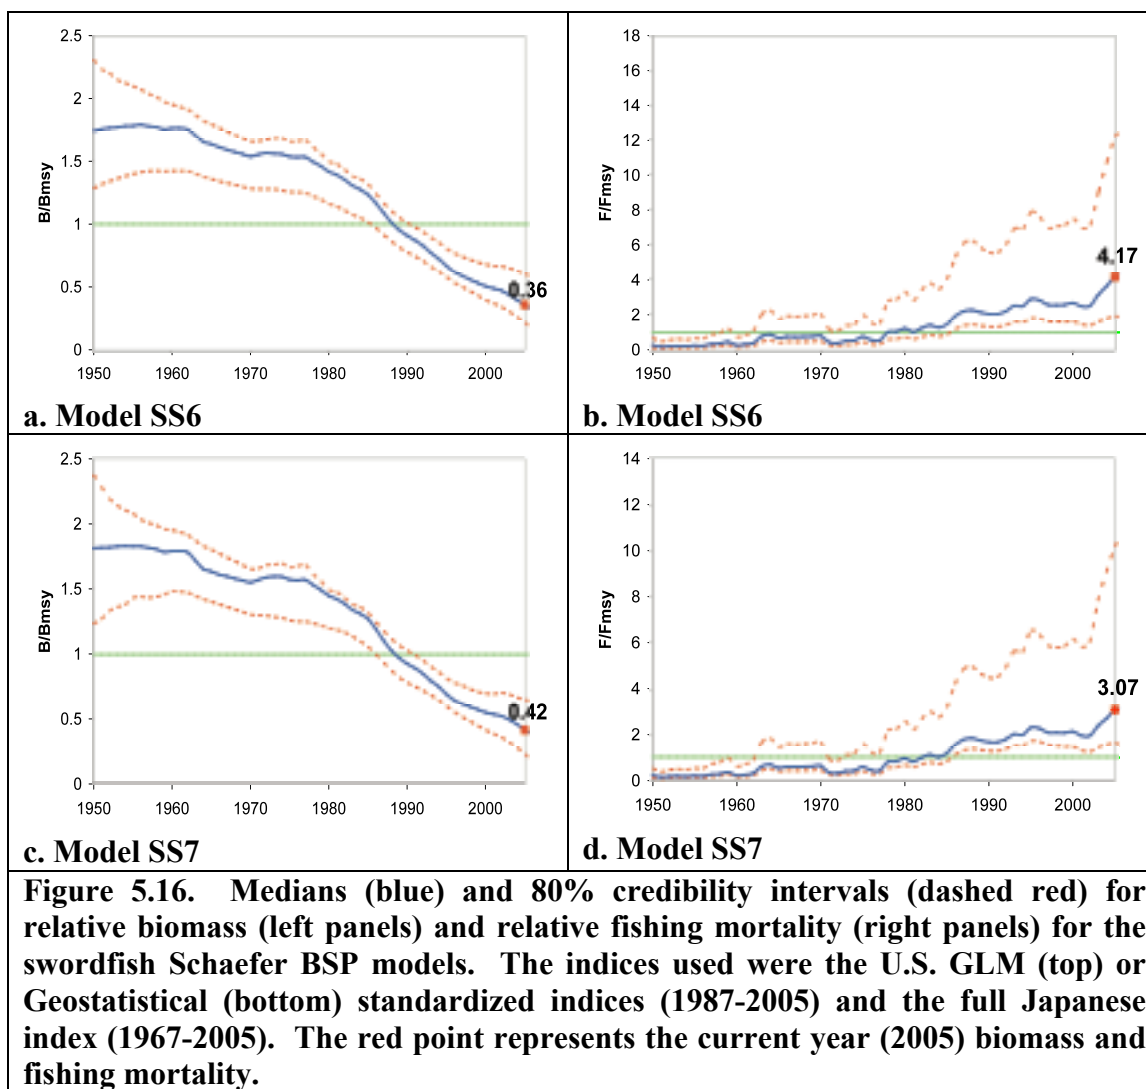 2.5
2
1.5
1
0.5
0
B/Bmsy
0.36
1950 1960 1970 1980 1990 2000
a. Model SS6
18
16
14
12
10
8
6
4
2
0
F/Fmsy
4.17
1950 1960 1970 1980 1990 2000
b. Model SS6
2.5
2
1.5
1
0.5
0
B/Bmsy
0.42
1950 1960 1970 1980 1990 2000
c. Model SS7
14
12
10
8
6
4
2
0
F/Fmsy
3.07
1950 1960 1970 1980 1990 2000
d. Model SS7
Figure 5.16. Medians (blue) and 80% credibility intervals (dashed red) for
relative biomass (left panels) and relative fishing mortality (right panels) for the
swordfish Schaefer BSP models. The indices used were the U.S. GLM (top) or
Geostatistical (bottom) standardized indices (1987-2005) and the full Japanese
index (1967-2005). The red point represents the current year (2005) biomass and
fishing mortality.